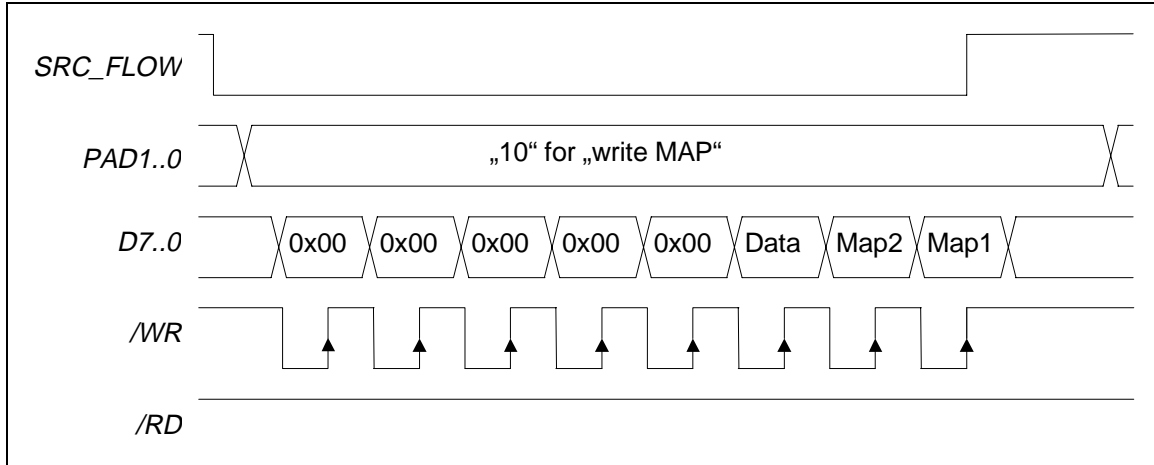 SRC_FLOW
PAD1..0 „10“ for „write MAP“
D7..0 0x00 0x00 0x00 0x00 0x00 Data Map2 Map1
/WR
/RD